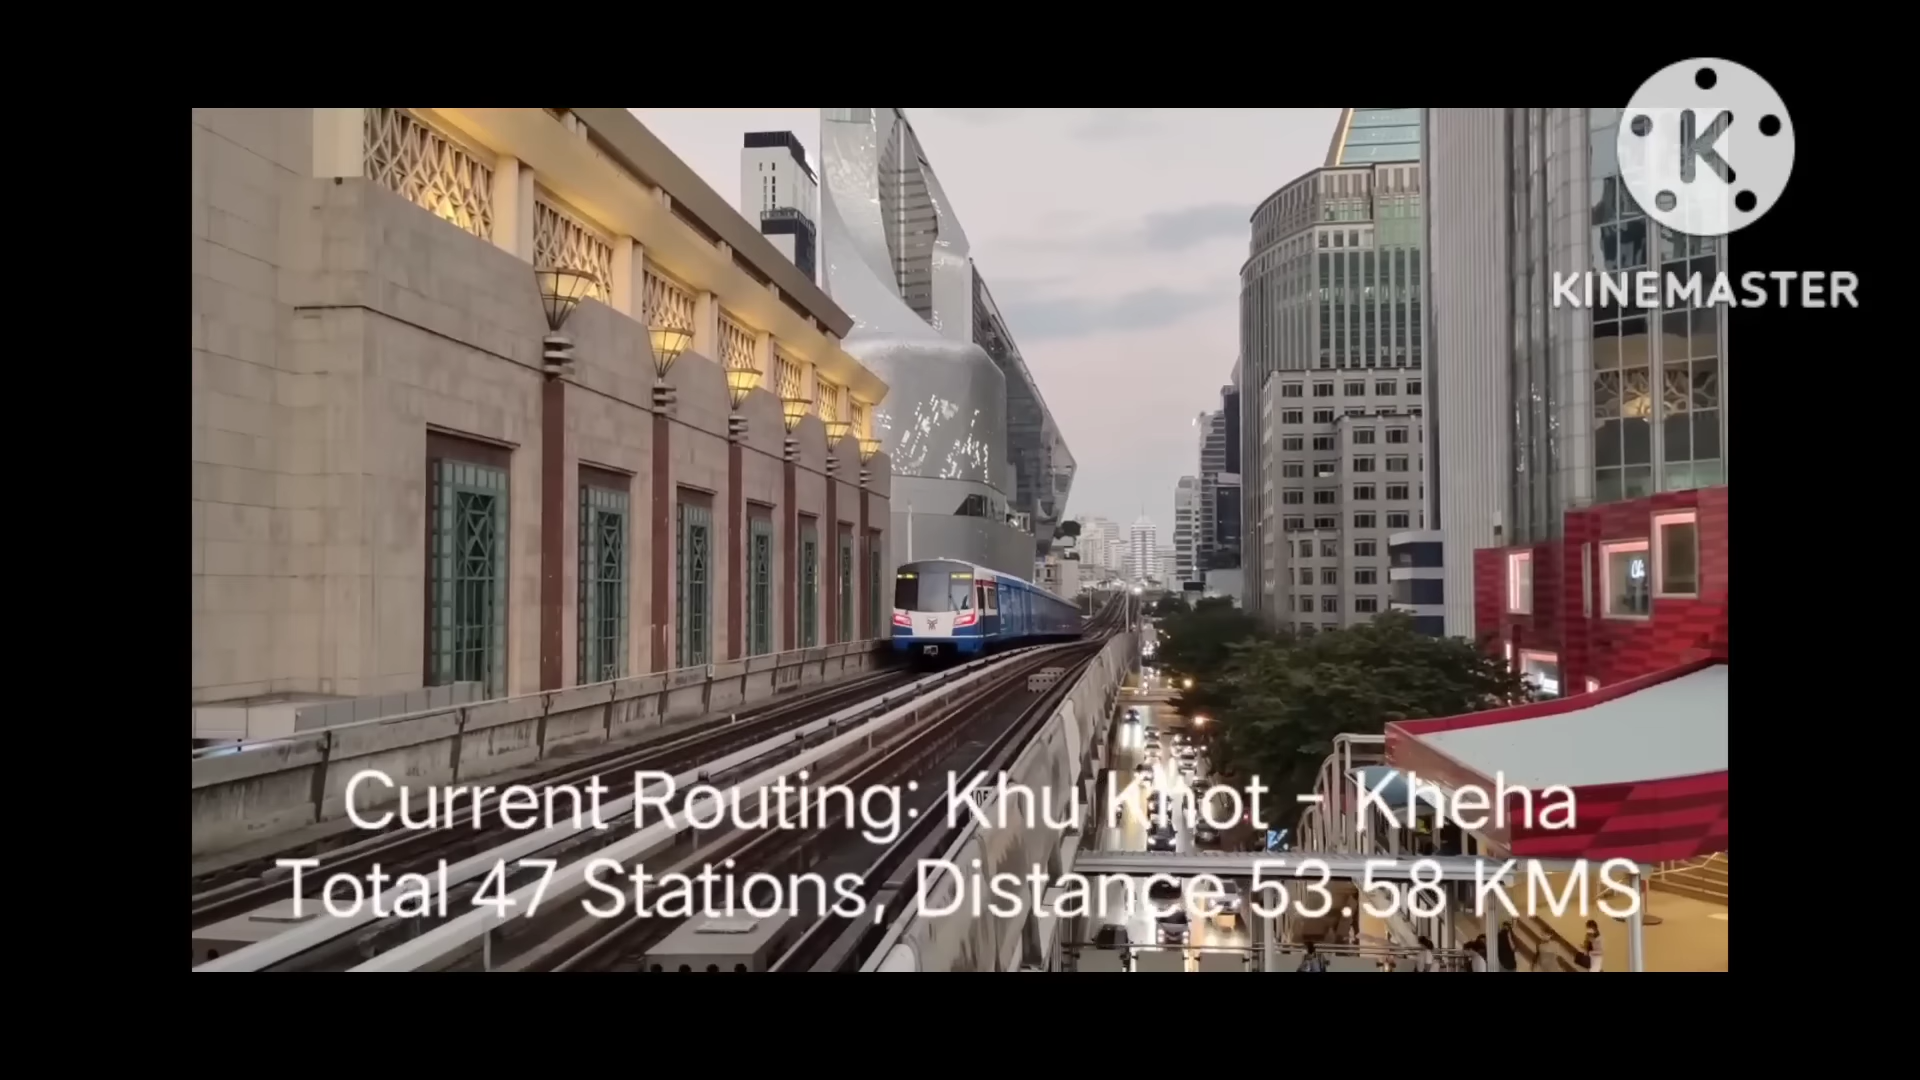 K
KINEMASTER
Current Routing: Khu Khot - Kheha
Total 47 Stations, Distance 53.58 KMS